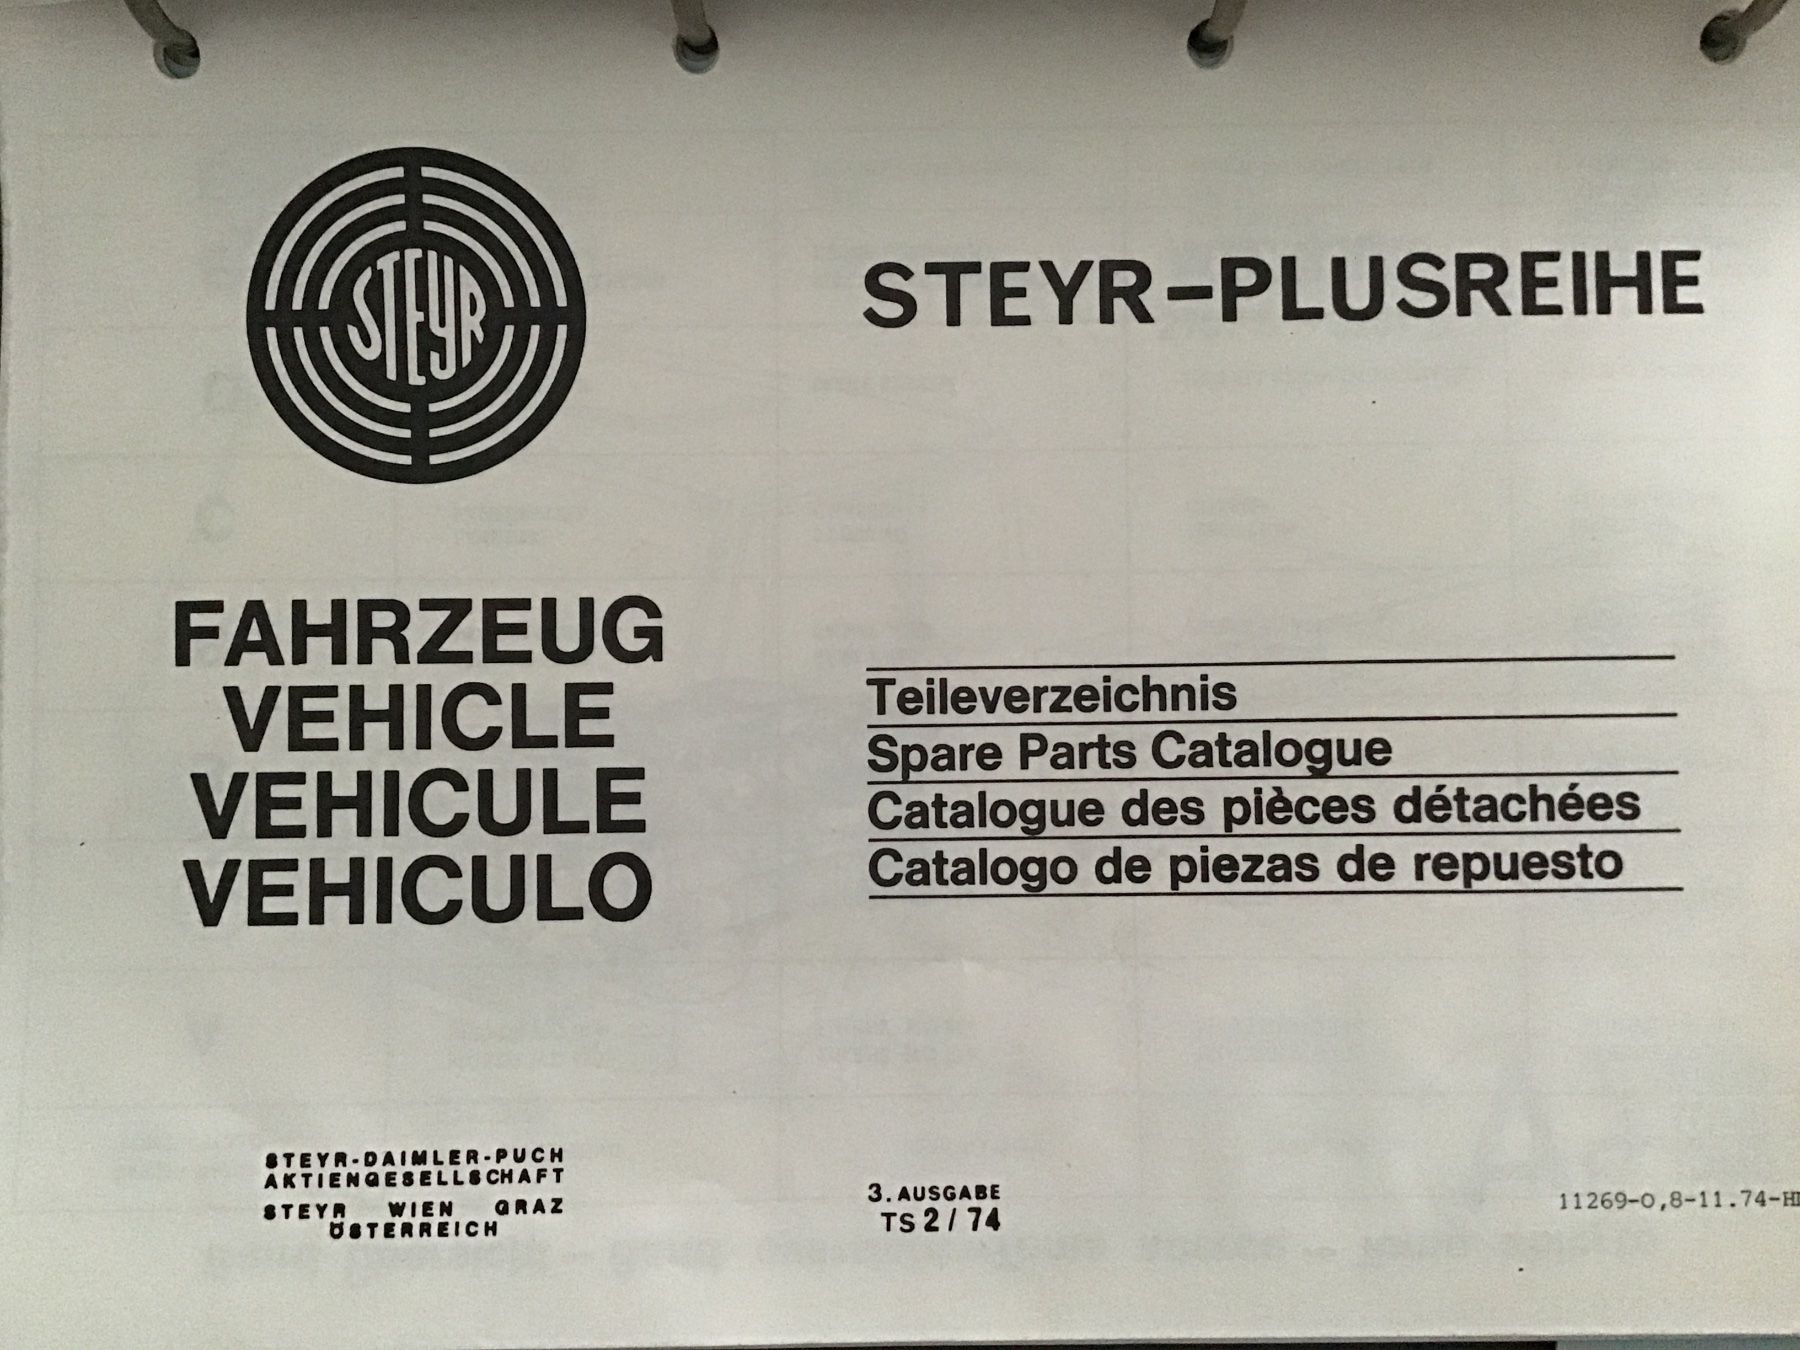 STEYR
STEYR-PLUSREIHE
FAHRZEUG
VEHICLE
VEHICULE
VEHICULO
Teileverzeichnis
Spare Parts Catalogue
Catalogue des pièces détachées
Catalogo de piezas de repuesto
STEYR-DAIMLER-PUCH
AKTIENGESELLSCHAFT
STEYR WIEN GRAZ
ÖSTERREICH
3. AUSGABE
TS 2 / 74
11269-0,8-11.74-H